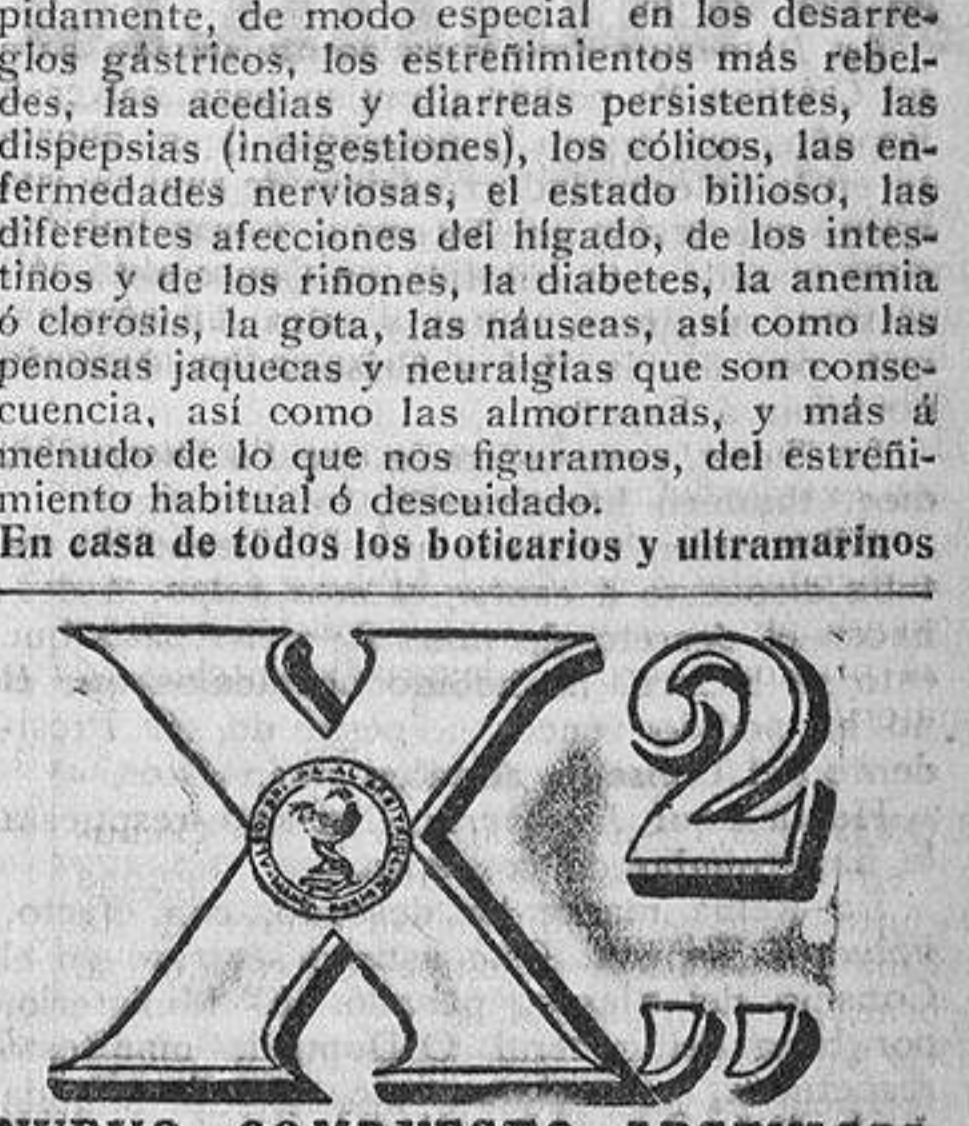 pidamente, de modo especial en los desarre-
glos gástricos, los estreñimientos más rebel-
des, las acedias y diarreas persistentes, las
dispepsias (indigestiones), los cólicos, las en-
fermedades nerviosas, el estado bilioso, las
diferentes afecciones del hígado, de los intes-
tinos y de los riñones, la diabetes, la anemia
ó clorosis, la gota, las náuseas, así como las
penosas jaquecas y neuralgias que son conse-
cuencia, así como las almorranas, y más á
menudo de lo que nos figuramos, del estreñi-
miento habitual ó descuidado.
En casa de todos los boticarios y ultramarinos
X2"